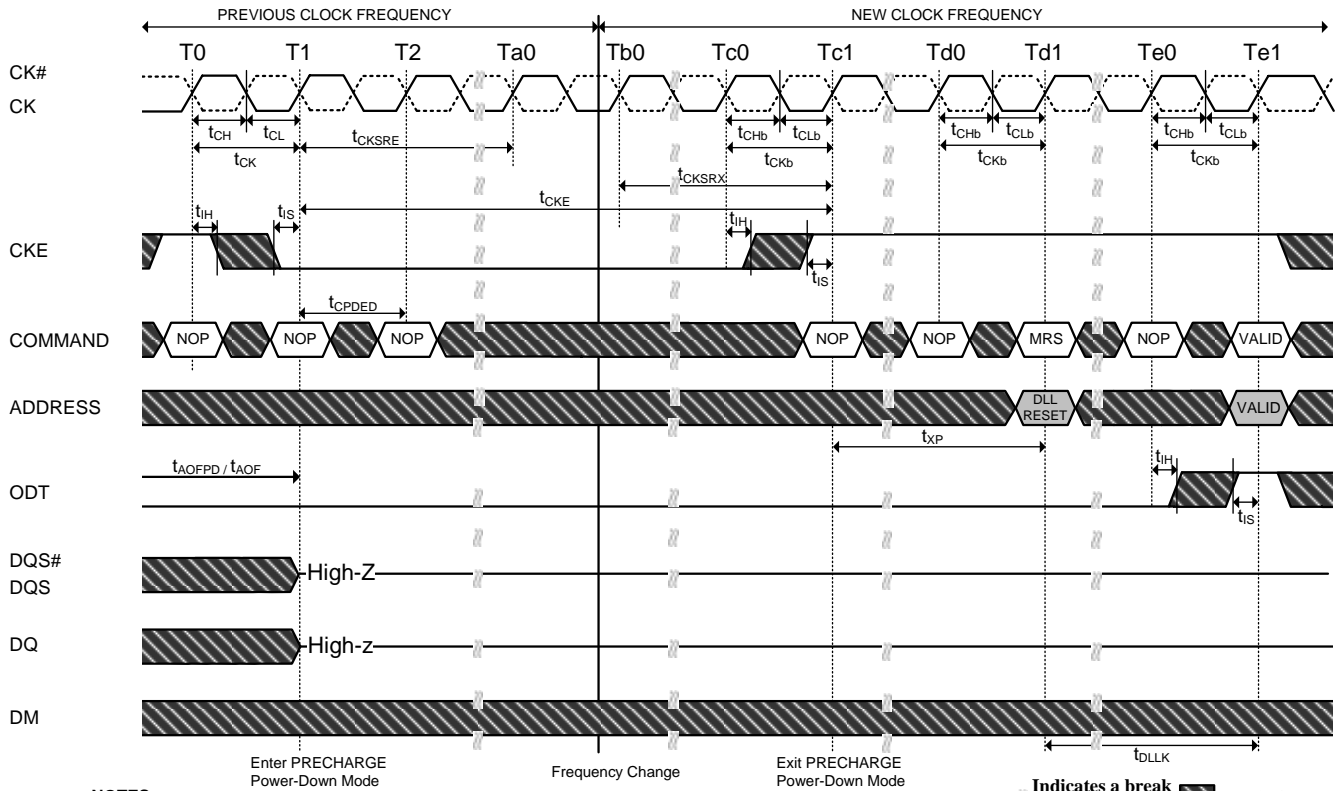 PREVIOUS CLOCK FREQUENCY NEW CLOCK FREQUENCY
T0 T1 T2 Ta0 Tb0 Tc0 Tc1 Td0 Td1 Te0 Te1
CK#
CK
tCH tCL tCHb tCLb tCHb tCLb tCHb tCLb
tCK tCKSRE tCKb tCKb tCKb
tCKSRX
tCKE
tIH tIS tIH
CKE
tIS
tCPDED
COMMAND NOP NOP NOP NOP NOP MRS NOP VALID
ADDRESS DLL RESET VALID
tXP
tAOFPD / tAOF tIH
ODT
tIS
DQS#
DQS
High-Z
DQ High-z
DM
tDLLK
Enter PRECHARGE
Power-Down Mode
Frequency Change
Exit PRECHARGE
Power-Down Mode
Indicates a break